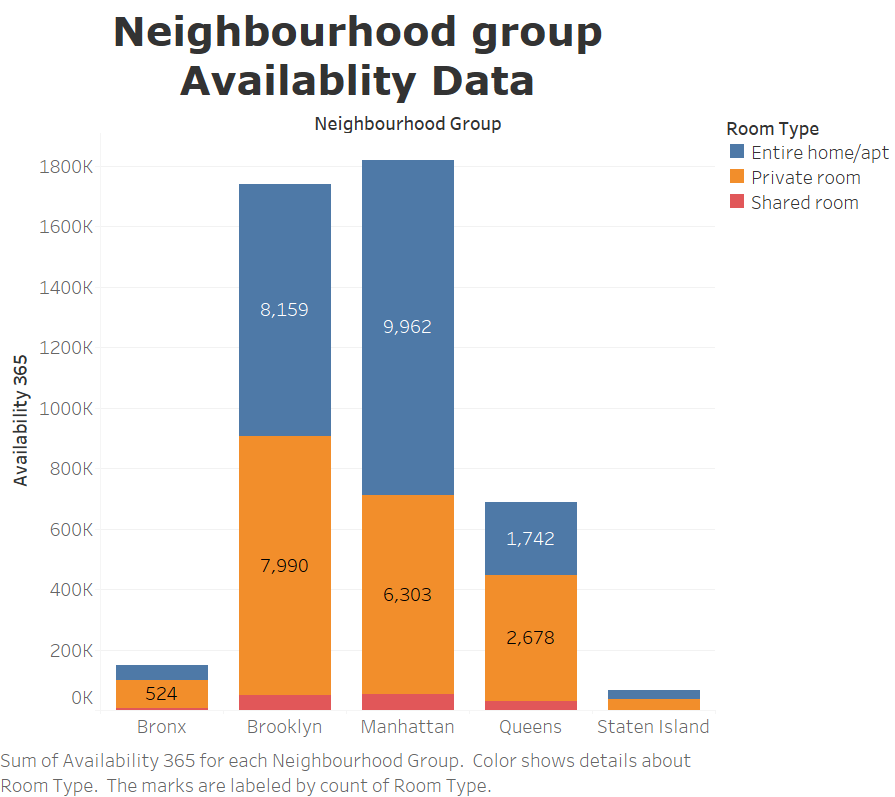 Neighbourhood group
Availablity Data
Neighbourhood Group
Room Type
Entire home/apt
Private room
Shared room
Availability 365
1800K
1600K
1400K
1200K
1000K
800K
600K
400K
200K
0K
8,159
9,962
1,742
7,990
6,303
2,678
524
Bronx
Brooklyn
Manhattan
Queens
Staten Island
Sum of Availability 365 for each Neighbourhood Group. Color shows details about
Room Type. The marks are labeled by count of Room Type.